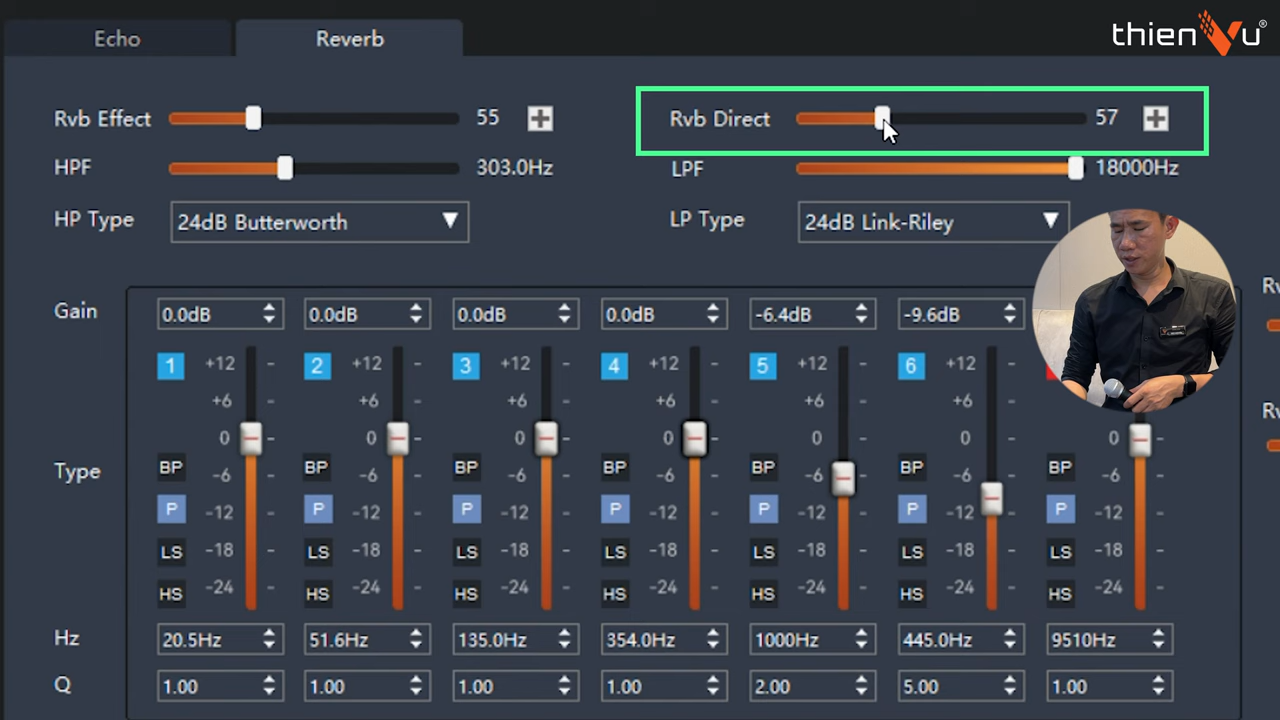 Echo
Reverb
thienVu®
Rvb Effect 55
Rvb Direct 57
HPF 303.0Hz
LPF 18000Hz
HP Type 24dB Butterworth
LP Type 24dB Link-Riley
Gain 0.0dB 0.0dB 0.0dB 0.0dB -6.4dB -9.6dB
1 +12 2 +12 3 +12 4 +12 5 +12 6 +12
+6 +6 +6 +6 +6 +6
0 0 0 0 0 0 0
Type BP -6 BP -6 BP -6 BP -6 BP -6 BP -6 BP -6
P -12 P -12 P -12 P -12 P -12 P -12 P -12
LS -18 LS -18 LS -18 LS -18 LS -18 LS -18 LS -18
HS -24 HS -24 HS -24 HS -24 HS -24 HS -24 HS -24
Hz 20.5Hz 51.6Hz 135.0Hz 354.0Hz 1000Hz 445.0Hz 9510Hz
Q 1.00 1.00 1.00 1.00 2.00 5.00 1.00